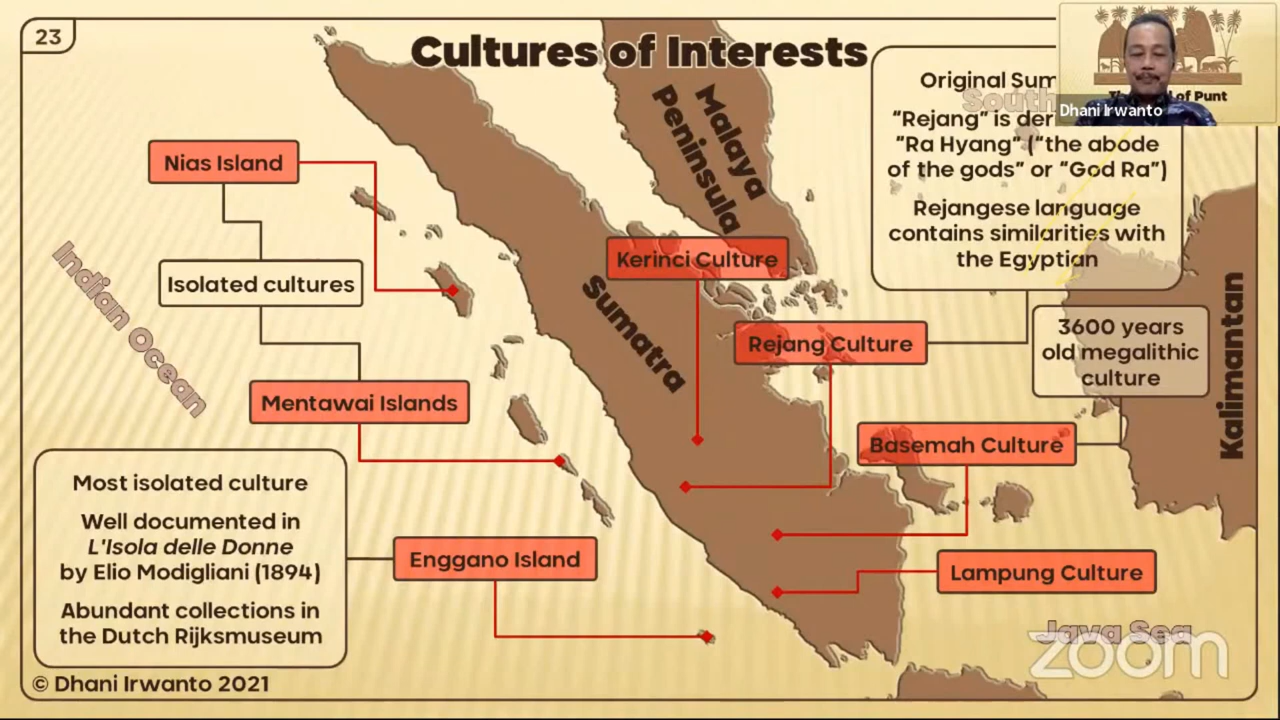 23
Cultures of Interests
Nias Island
Isolated cultures
Mentawai Islands
Most isolated culture
Well documented in
L'Isola delle Donne
by Elio Modigliani (1894)
Abundant collections in
the Dutch Rijksmuseum
Enggano Island
Indian Ocean
Sumatra
Malaya
Peninsula
Kerinci Culture
Rejang Culture
Basemah Culture
Lampung Culture
Original
South
"Rejang" is
"Ra Hyang" ("the abode
of the gods" or "God Ra")
Rejangese language
contains similarities with
the Egyptian
3600 years
old megalithic
culture
Kalimantan
Java Sea
of Punt
Dhani Irwanto
zoom
© Dhani Irwanto 2021